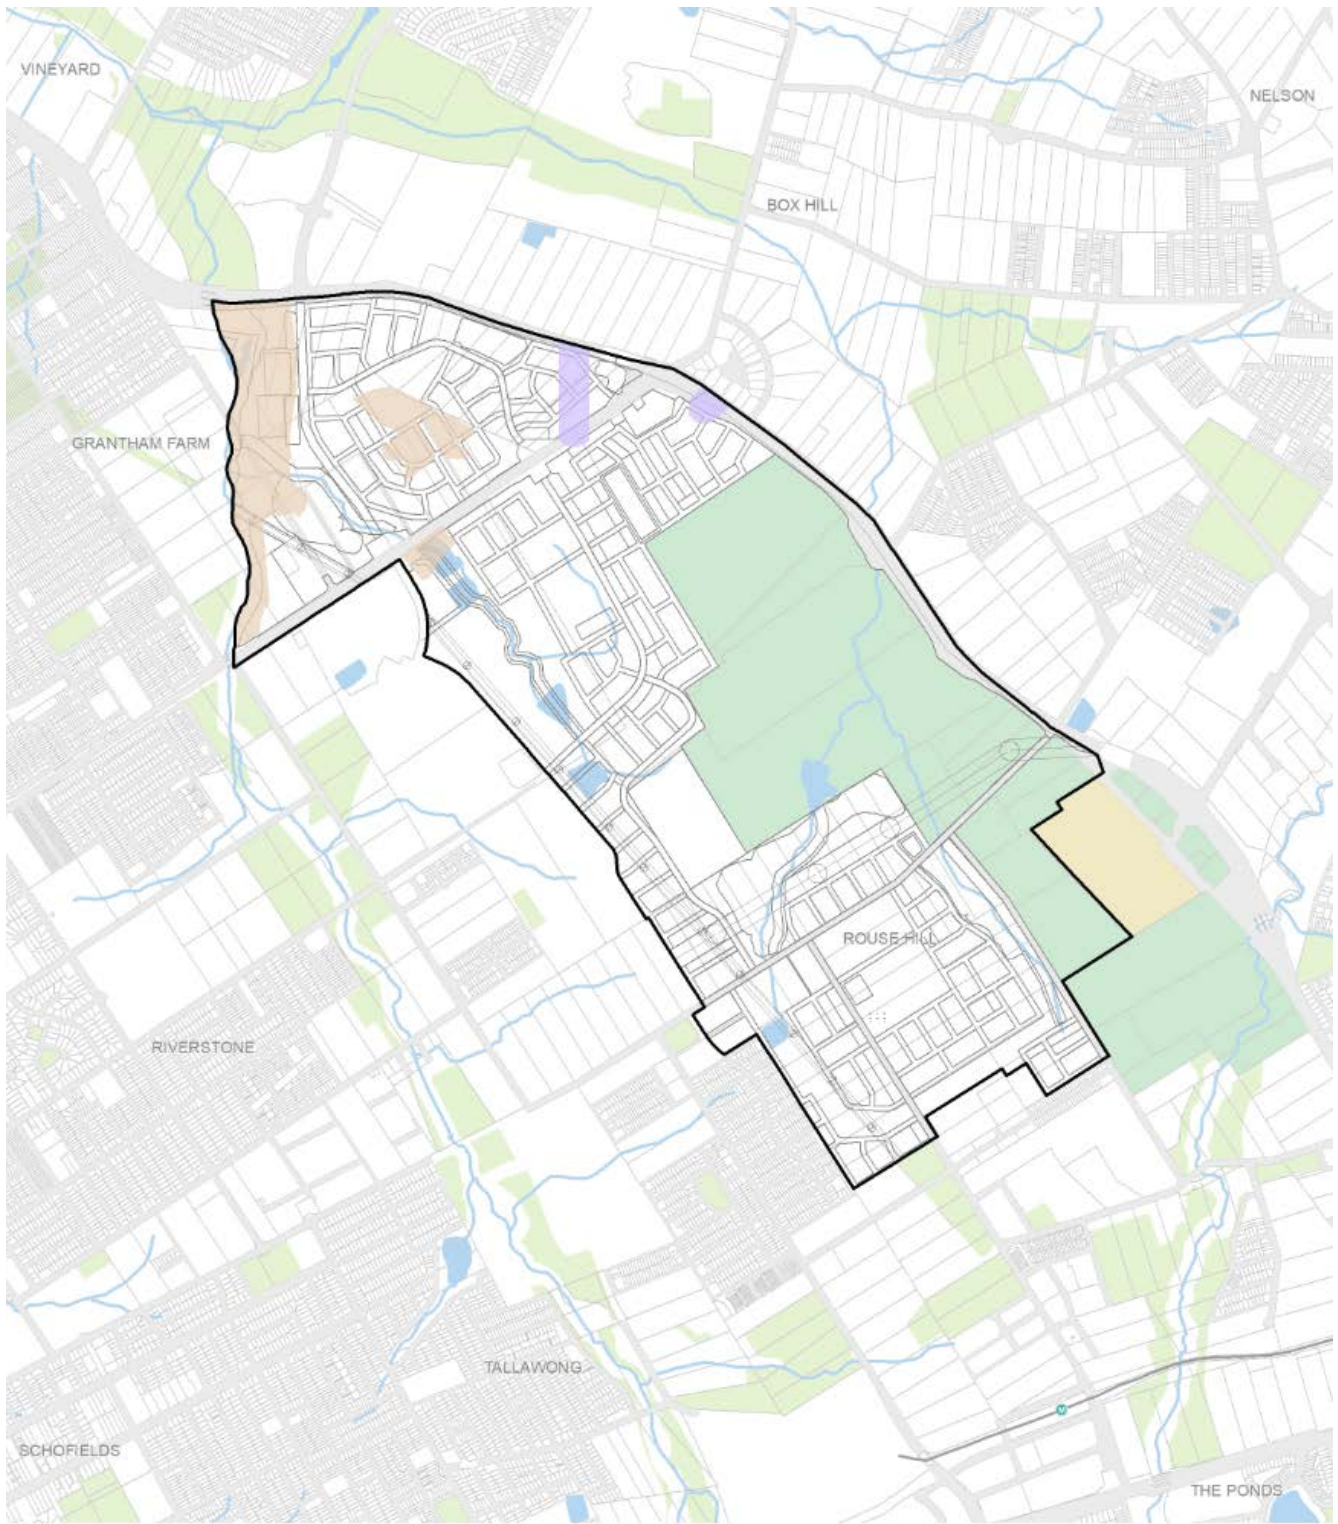 VINEYARD
NELSON
BOX HILL
GRANTHAM FARM
ROUSE HILL
RIVERSTONE
TALLAWONG
SCHOFIELDS
THE PONDS
M